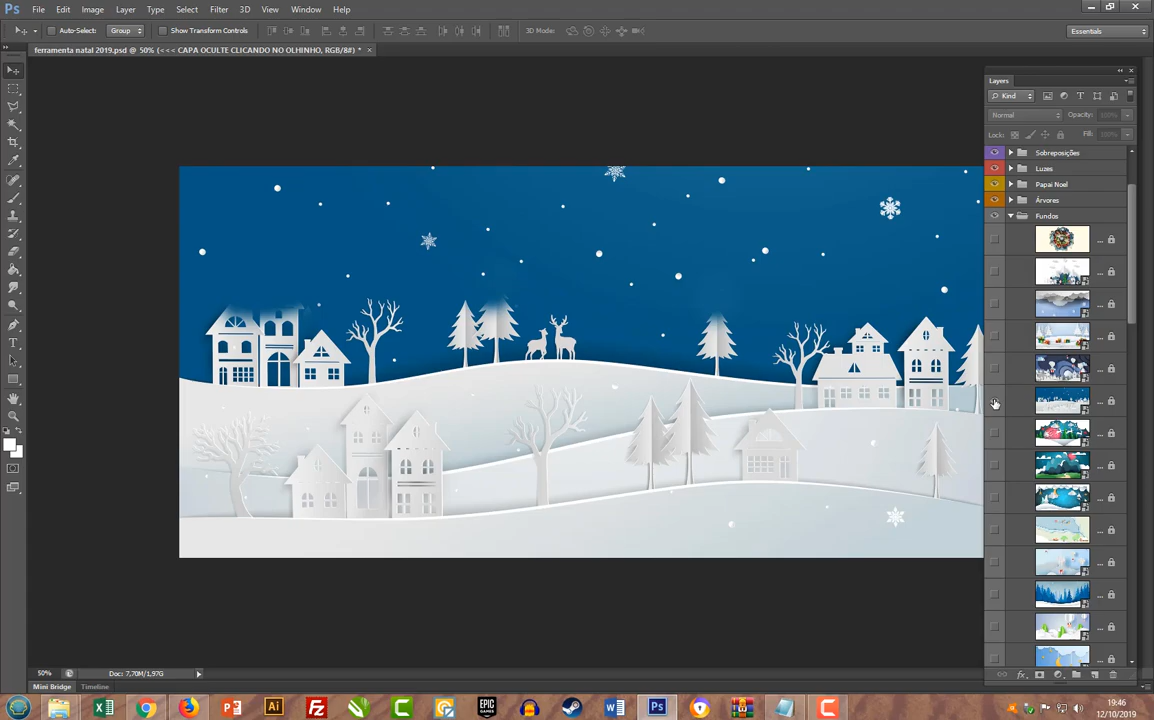 Ps File Edit Image Layer Type Select Filter 3D View Window Help
Auto-Select: Group Show Transform Controls 3D Mode: Essentials
ferramenta natal 2019.psd @ 50% (<<< CAPA OCULTE CLICANDO NO OLHINHO, RGB/8#) * ×
Layers
Kind
Normal Opacity: 100%
Lock: Fill: 100%
Sobreposições
Luzes
Papai Noel
Árvores
Fundos
...
...
...
...
...
...
...
...
...
...
...
...
...
50% Doc: 7,70M/1,97G
Mini Bridge Timeline
19:46
12/10/2019